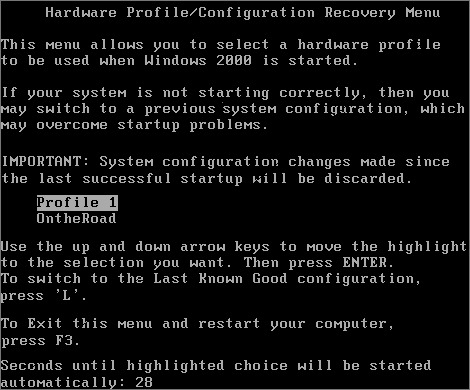 Hardware Profile/Configuration Recovery Menu
This menu allows you to select a hardware profile
to be used when Windows 2000 is started.
If your system is not starting correctly, then you
may switch to a previous system configuration, which
may overcome startup problems.
IMPORTANT: System configuration changes made since
the last successful startup will be discarded.
Profile 1
OntheRoad
Use the up and down arrow keys to move the highlight
to the selection you want. Then press ENTER.
To switch to the Last Known Good configuration,
press 'L'.
To Exit this menu and restart your computer,
press F3.
Seconds until highlighted choice will be started
automatically: 28